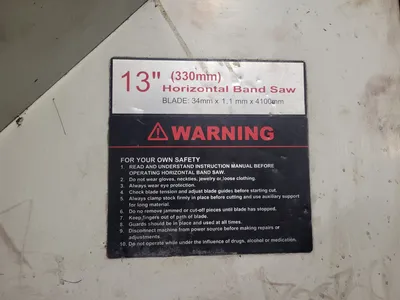 13" (330mm)
Horizontal Band Saw
BLADE: 34mm x 1.1 mm x 4100mm
WARNING
FOR YOUR OWN SAFETY
1. READ AND UNDERSTAND INSTRUCTION MANUAL BEFORE
OPERATING HORIZONTAL BAND SAW.
2. Do not wear gloves, neckties, jewelry or loose clothing.
3. Always wear eye protection.
4. Check blade tension and adjust blade guides before starting cut.
5. Always clamp stock firmly in place before cutting and use auxiliary support
for long material.
6. Do no remove jammed or cut-off pieces until blade has stopped.
7. Keep fingers out of path of blade.
8. Guards should be in place and used at all times.
9. Disconnect machine from power source before making repairs or
adjustments.
10. Do not operate while under the influence of drugs, alcohol or medication.